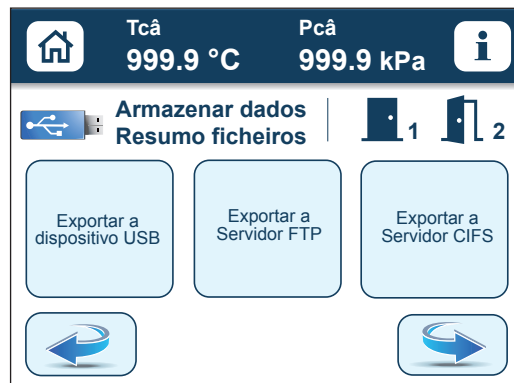 Tcâ
Pcâ
999.9 °C
999.9 kPa
i
Armazenar dados
Resumo ficheiros
1
2
Exportar a
dispositivo USB
Exportar a
Servidor FTP
Exportar a
Servidor CIFS